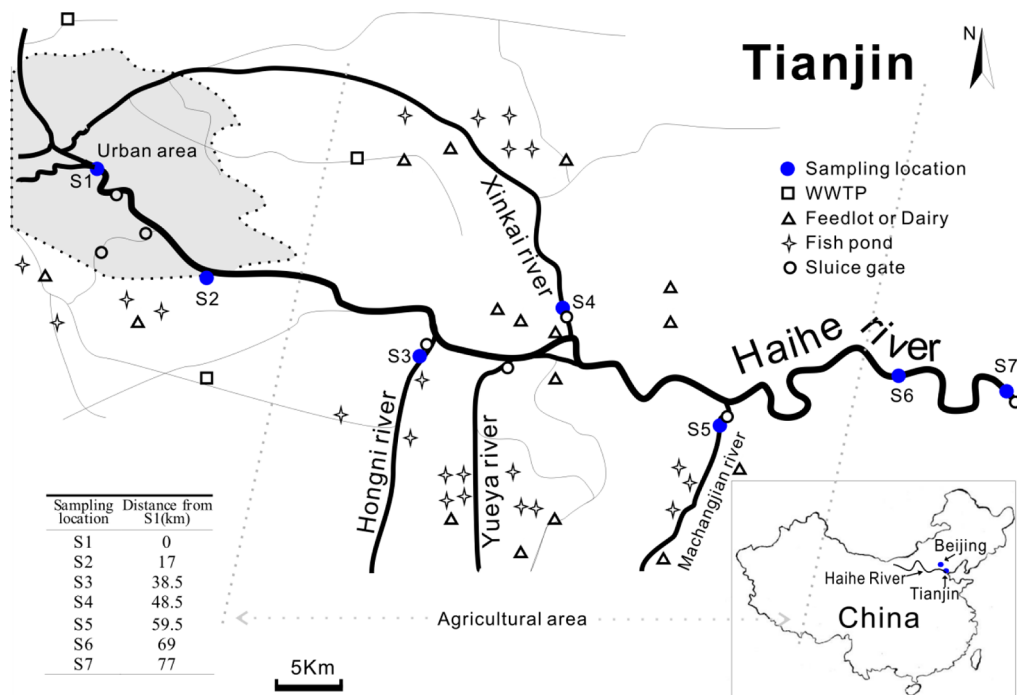 Tianjin
N
Urban area
S1
S2
Xinkai river
S4
Sampling location
WWTP
Feedlot or Dairy
Fish pond
Sluice gate
Haihe river
S3
S7
S6
S5
Hongni river
Yueya river
Machangjian river
Sampling location Distance from S1(km)
S1 0
S2 17
S3 38.5
S4 48.5
S5 59.5
S6 69
S7 77
Agricultural area
5Km
Beijing
Haihe River
Tianjin
China